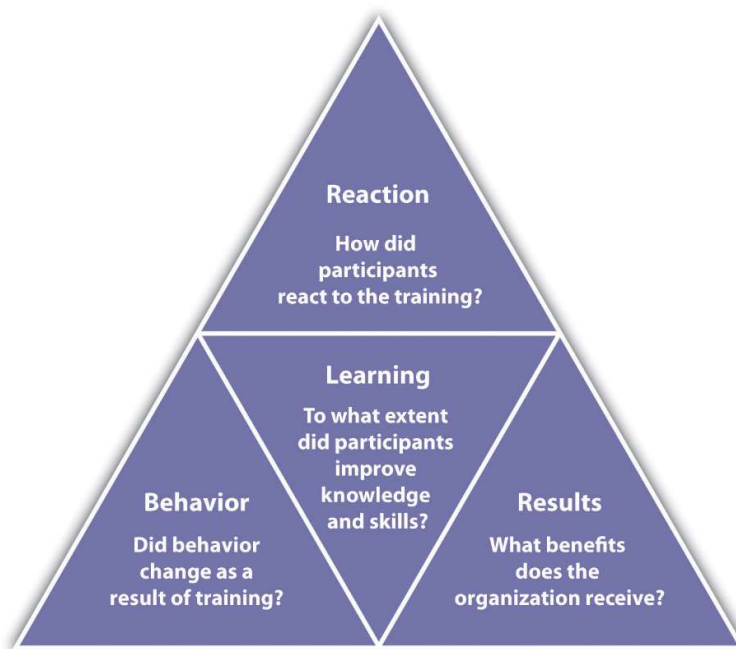 Reaction
How did
participants
react to the training?
Learning
To what extent
did participants
improve
knowledge
and skills?
Behavior
Did behavior
change as a
result of training?
Results
What benefits
does the
organization receive?